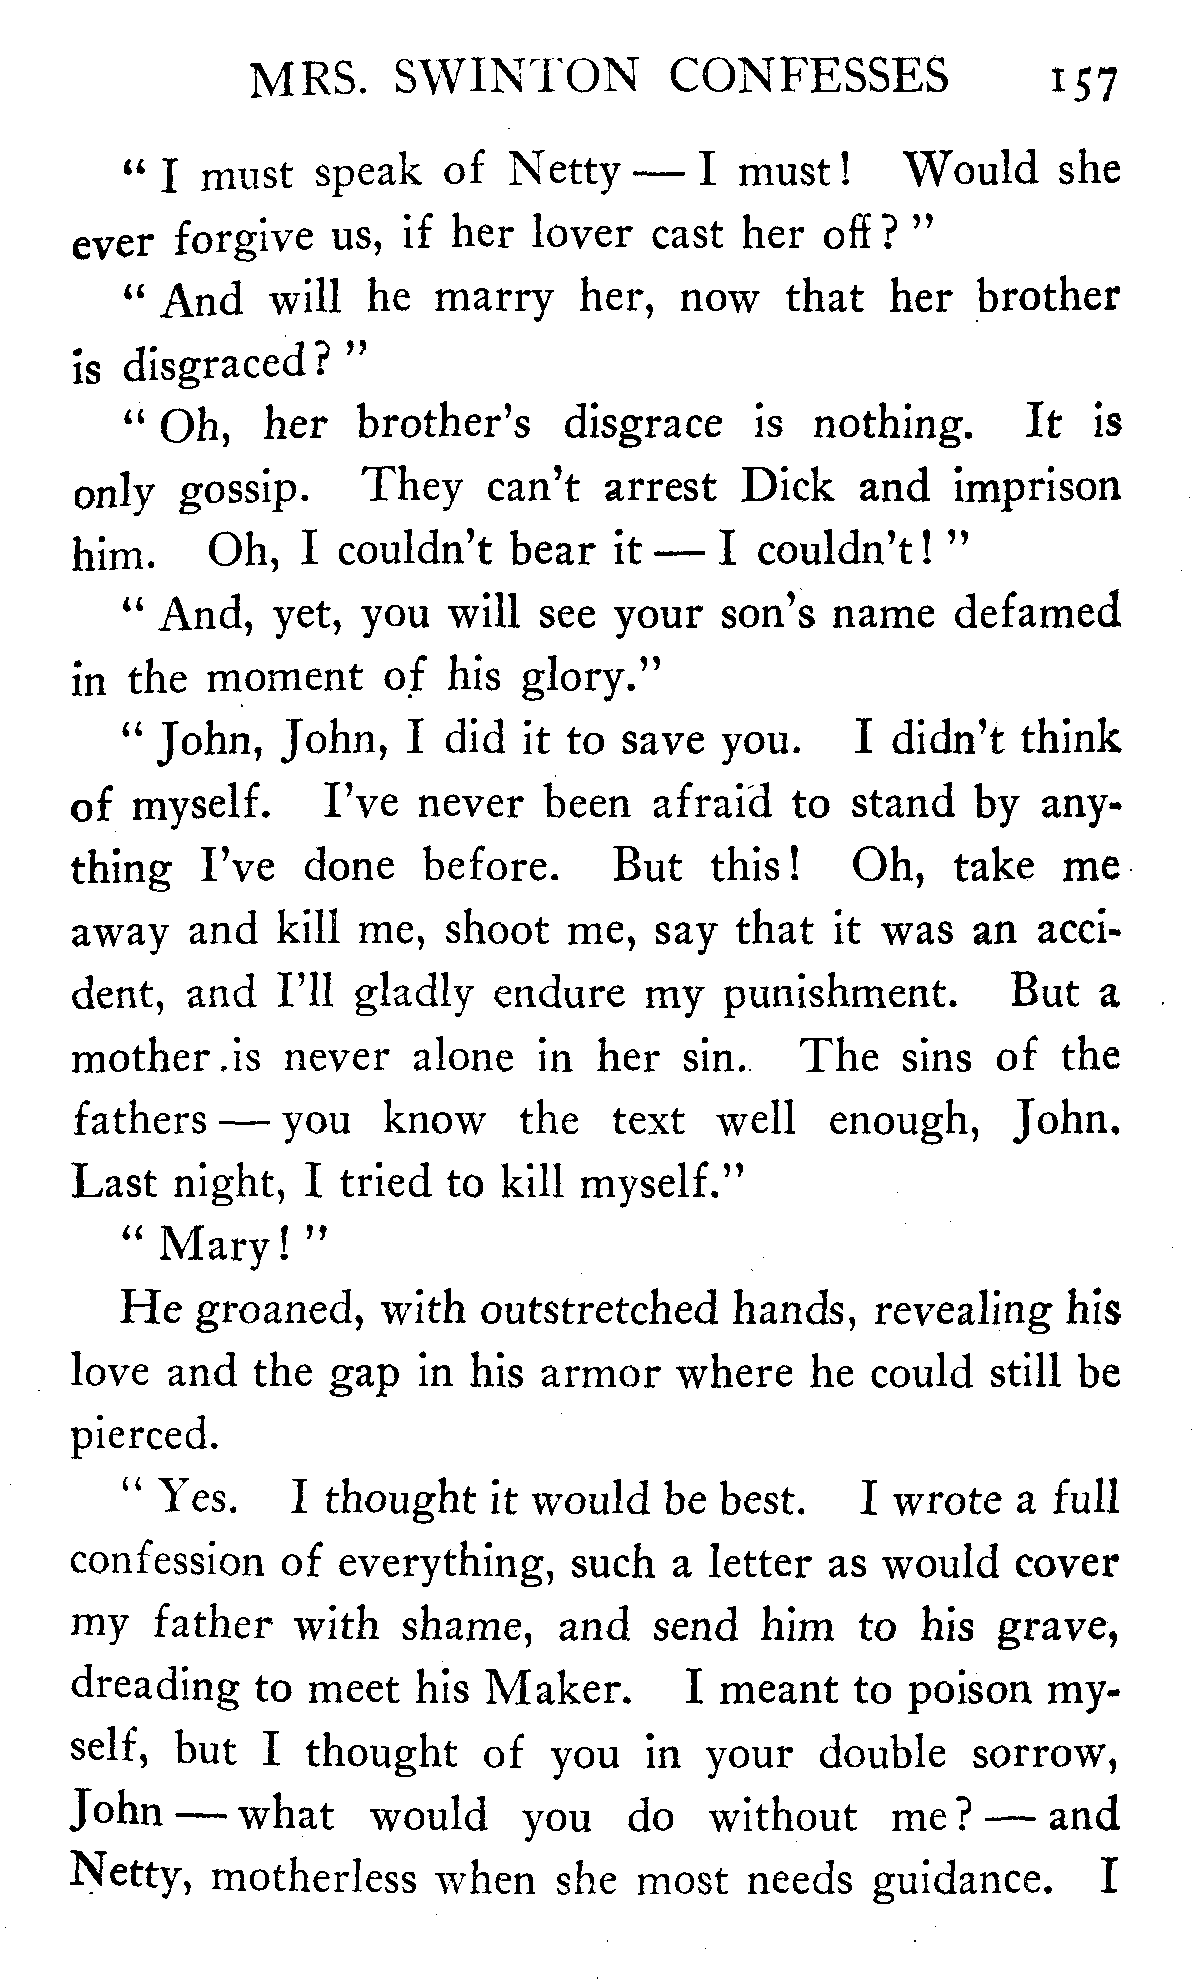 MRS. SWINTON CONFESSES 157
"I must speak of Netty — I must! Would she
ever forgive us, if her lover cast her off?"
"And will he marry her, now that her brother
is disgraced?"
"Oh, her brother's disgrace is nothing. It is
only gossip. They can't arrest Dick and imprison
him. Oh, I couldn't bear it — I couldn't!"
"And, yet, you will see your son's name defamed
in the moment of his glory."
"John, John, I did it to save you. I didn't think
of myself. I've never been afraid to stand by any-
thing I've done before. But this! Oh, take me
away and kill me, shoot me, say that it was an acci-
dent, and I'll gladly endure my punishment. But a
mother is never alone in her sin. The sins of the
fathers — you know the text well enough, John.
Last night, I tried to kill myself."
"Mary!"
He groaned, with outstretched hands, revealing his
love and the gap in his armor where he could still be
pierced.
"Yes. I thought it would be best. I wrote a full
confession of everything, such a letter as would cover
my father with shame, and send him to his grave,
dreading to meet his Maker. I meant to poison my-
self, but I thought of you in your double sorrow,
John — what would you do without me? — and
Netty, motherless when she most needs guidance. I